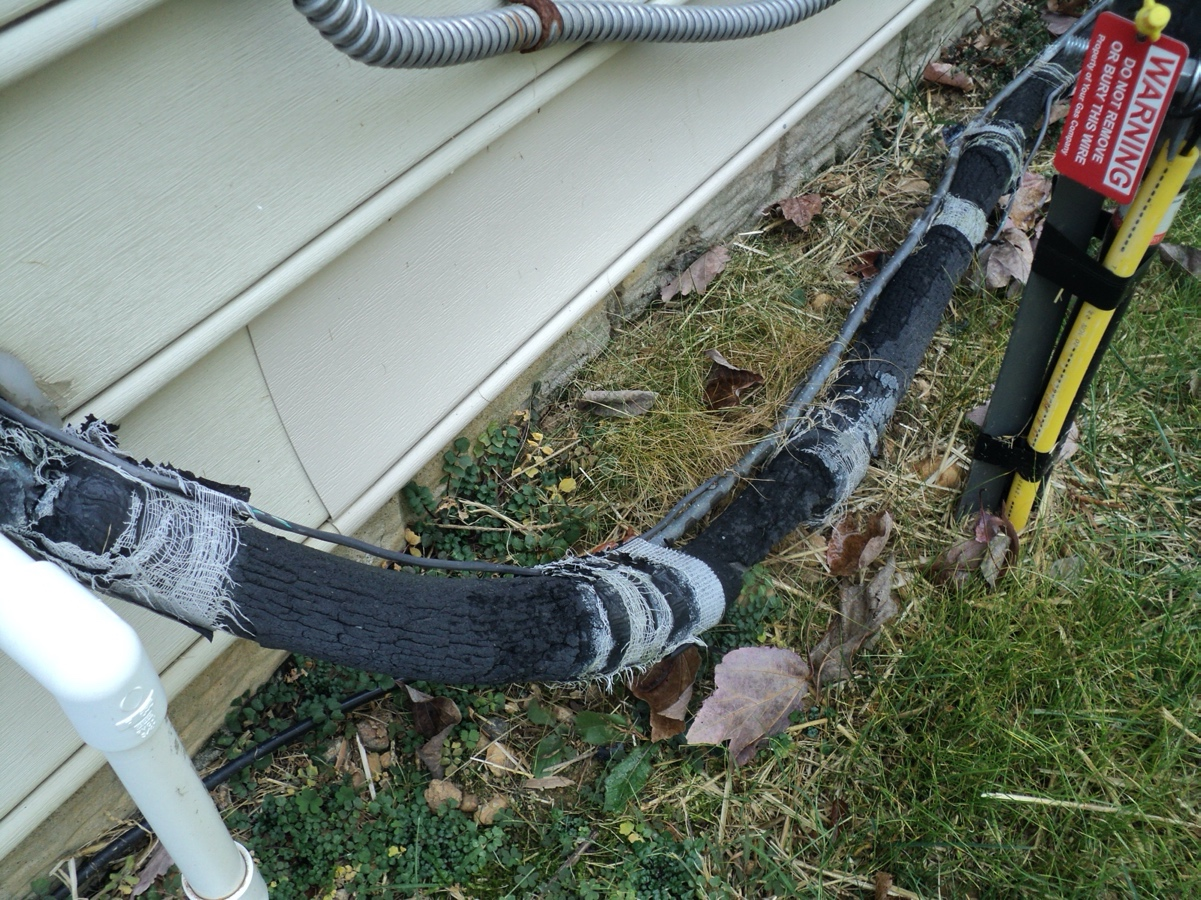 WARNING
DO NOT REMOVE
OR BURY THIS WIRE
Property of Your Gas Company